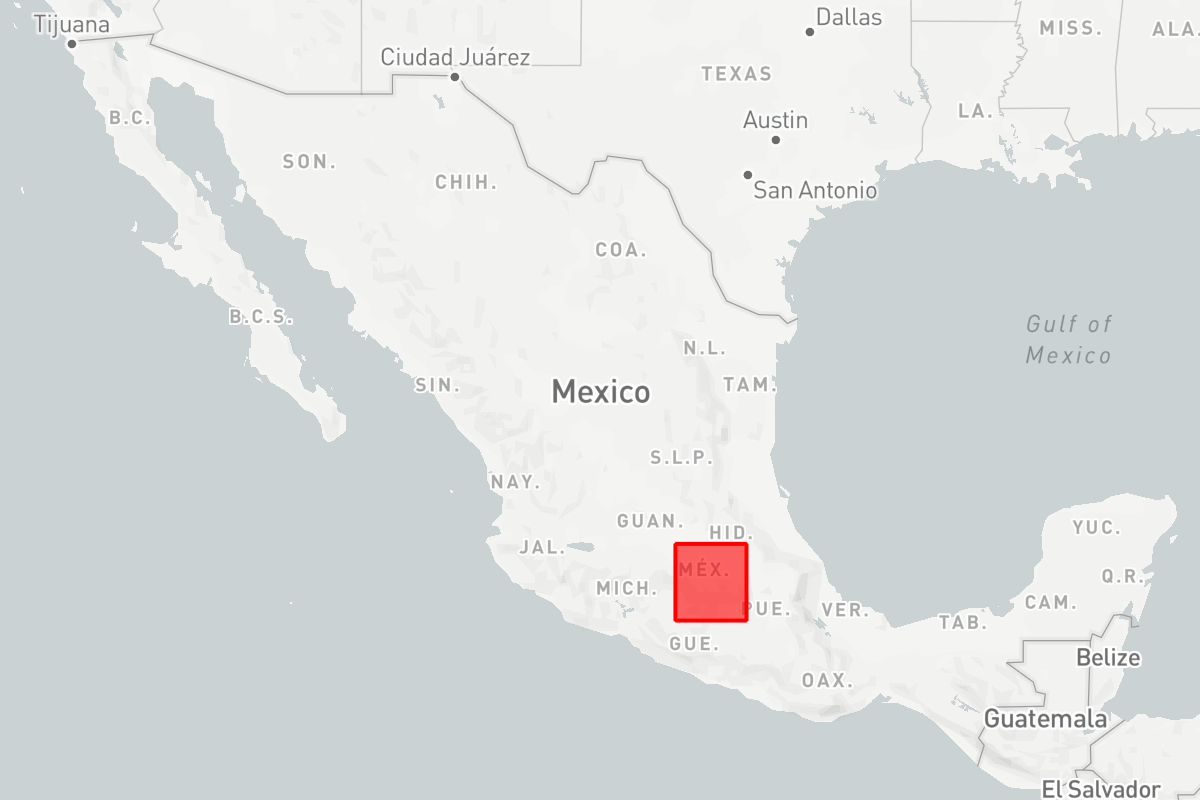 Tijuana
Dallas
MISS.
ALA.
Ciudad Juárez
TEXAS
B.C.
Austin
LA.
SON.
CHIH.
San Antonio
COA.
B.C.S.
Gulf of
Mexico
N.L.
SIN.
Mexico
TAM.
S.L.P.
NAY.
GUAN.
HID.
YUC.
JAL.
MÉX.
Q.R.
MICH.
PUE.
VER.
CAM.
TAB.
GUE.
Belize
OAX.
Guatemala
El Salvador